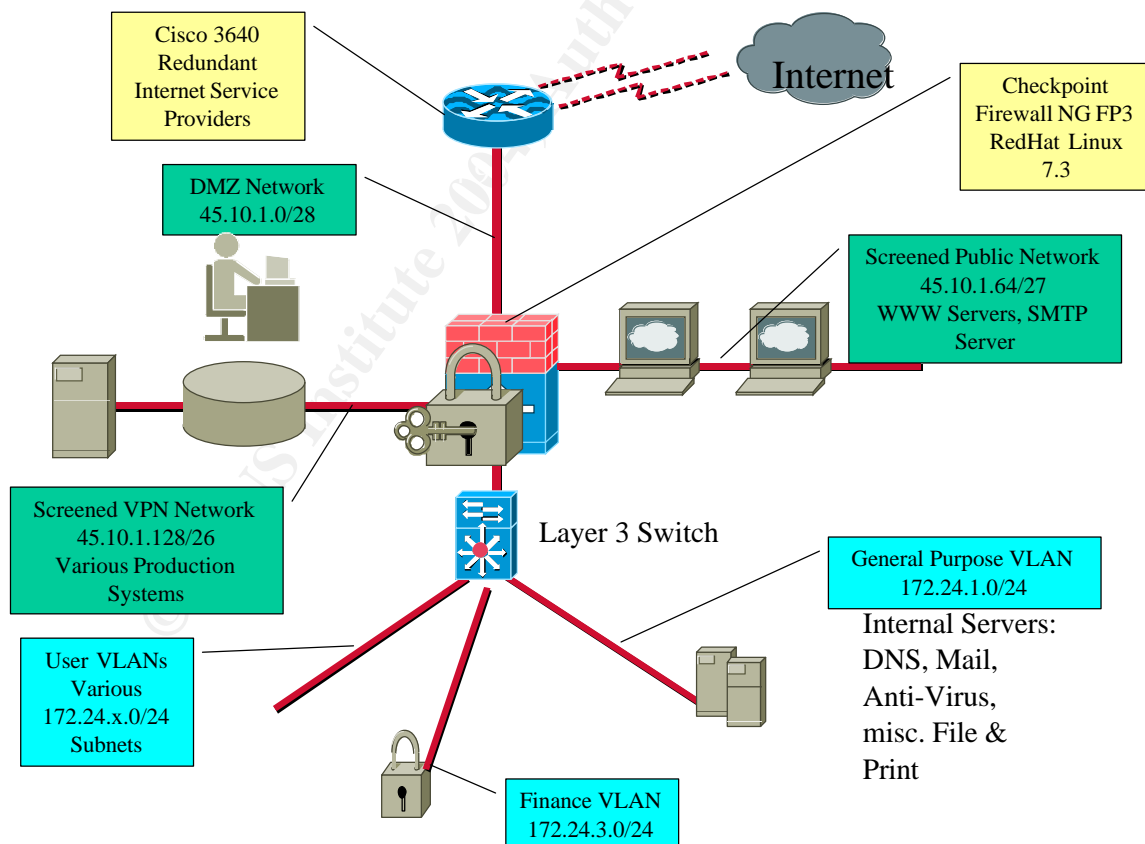 Cisco 3640
Redundant
Internet Service
Providers
Internet
Checkpoint
Firewall NG FP3
RedHat Linux
7.3
DMZ Network
45.10.1.0/28
Screened Public Network
45.10.1.64/27
WWW Servers, SMTP
Server
Screened VPN Network
45.10.1.128/26
Various Production
Systems
Layer 3 Switch
General Purpose VLAN
172.24.1.0/24
Internal Servers:
DNS, Mail,
Anti-Virus,
misc. File &
Print
User VLANs
Various
172.24.x.0/24
Subnets
Finance VLAN
172.24.3.0/24